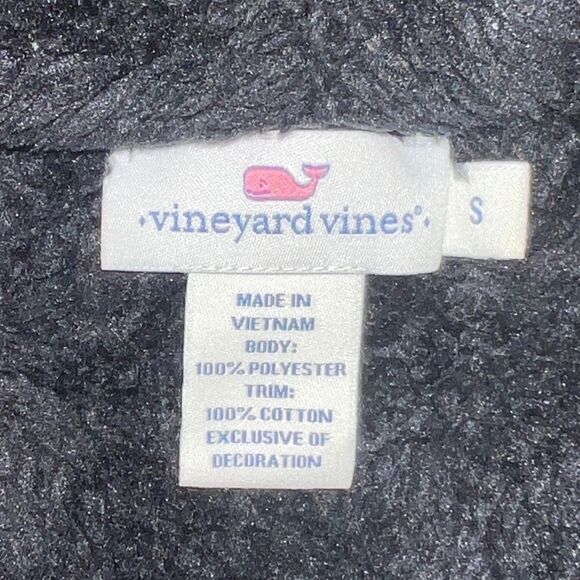 ·vineyard vines®·
S
MADE IN
VIETNAM
BODY:
100% POLYESTER
TRIM:
100% COTTON
EXCLUSIVE OF
DECORATION